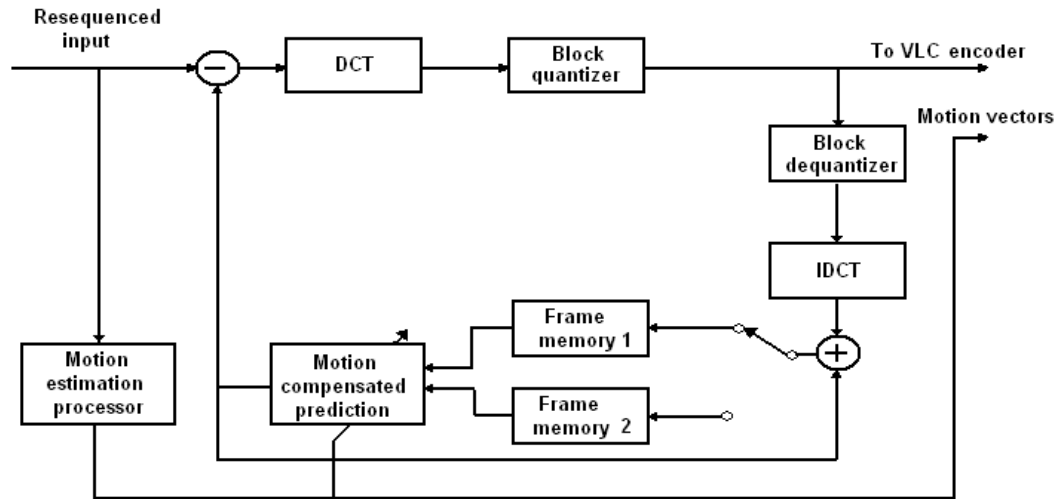 Resequenced
input
DCT
Block
quantizer
To VLC encoder
Motion vectors
Block
dequantizer
IDCT
Frame
memory 1
Motion
estimation
processor
Motion
compensated
prediction
Frame
memory 2